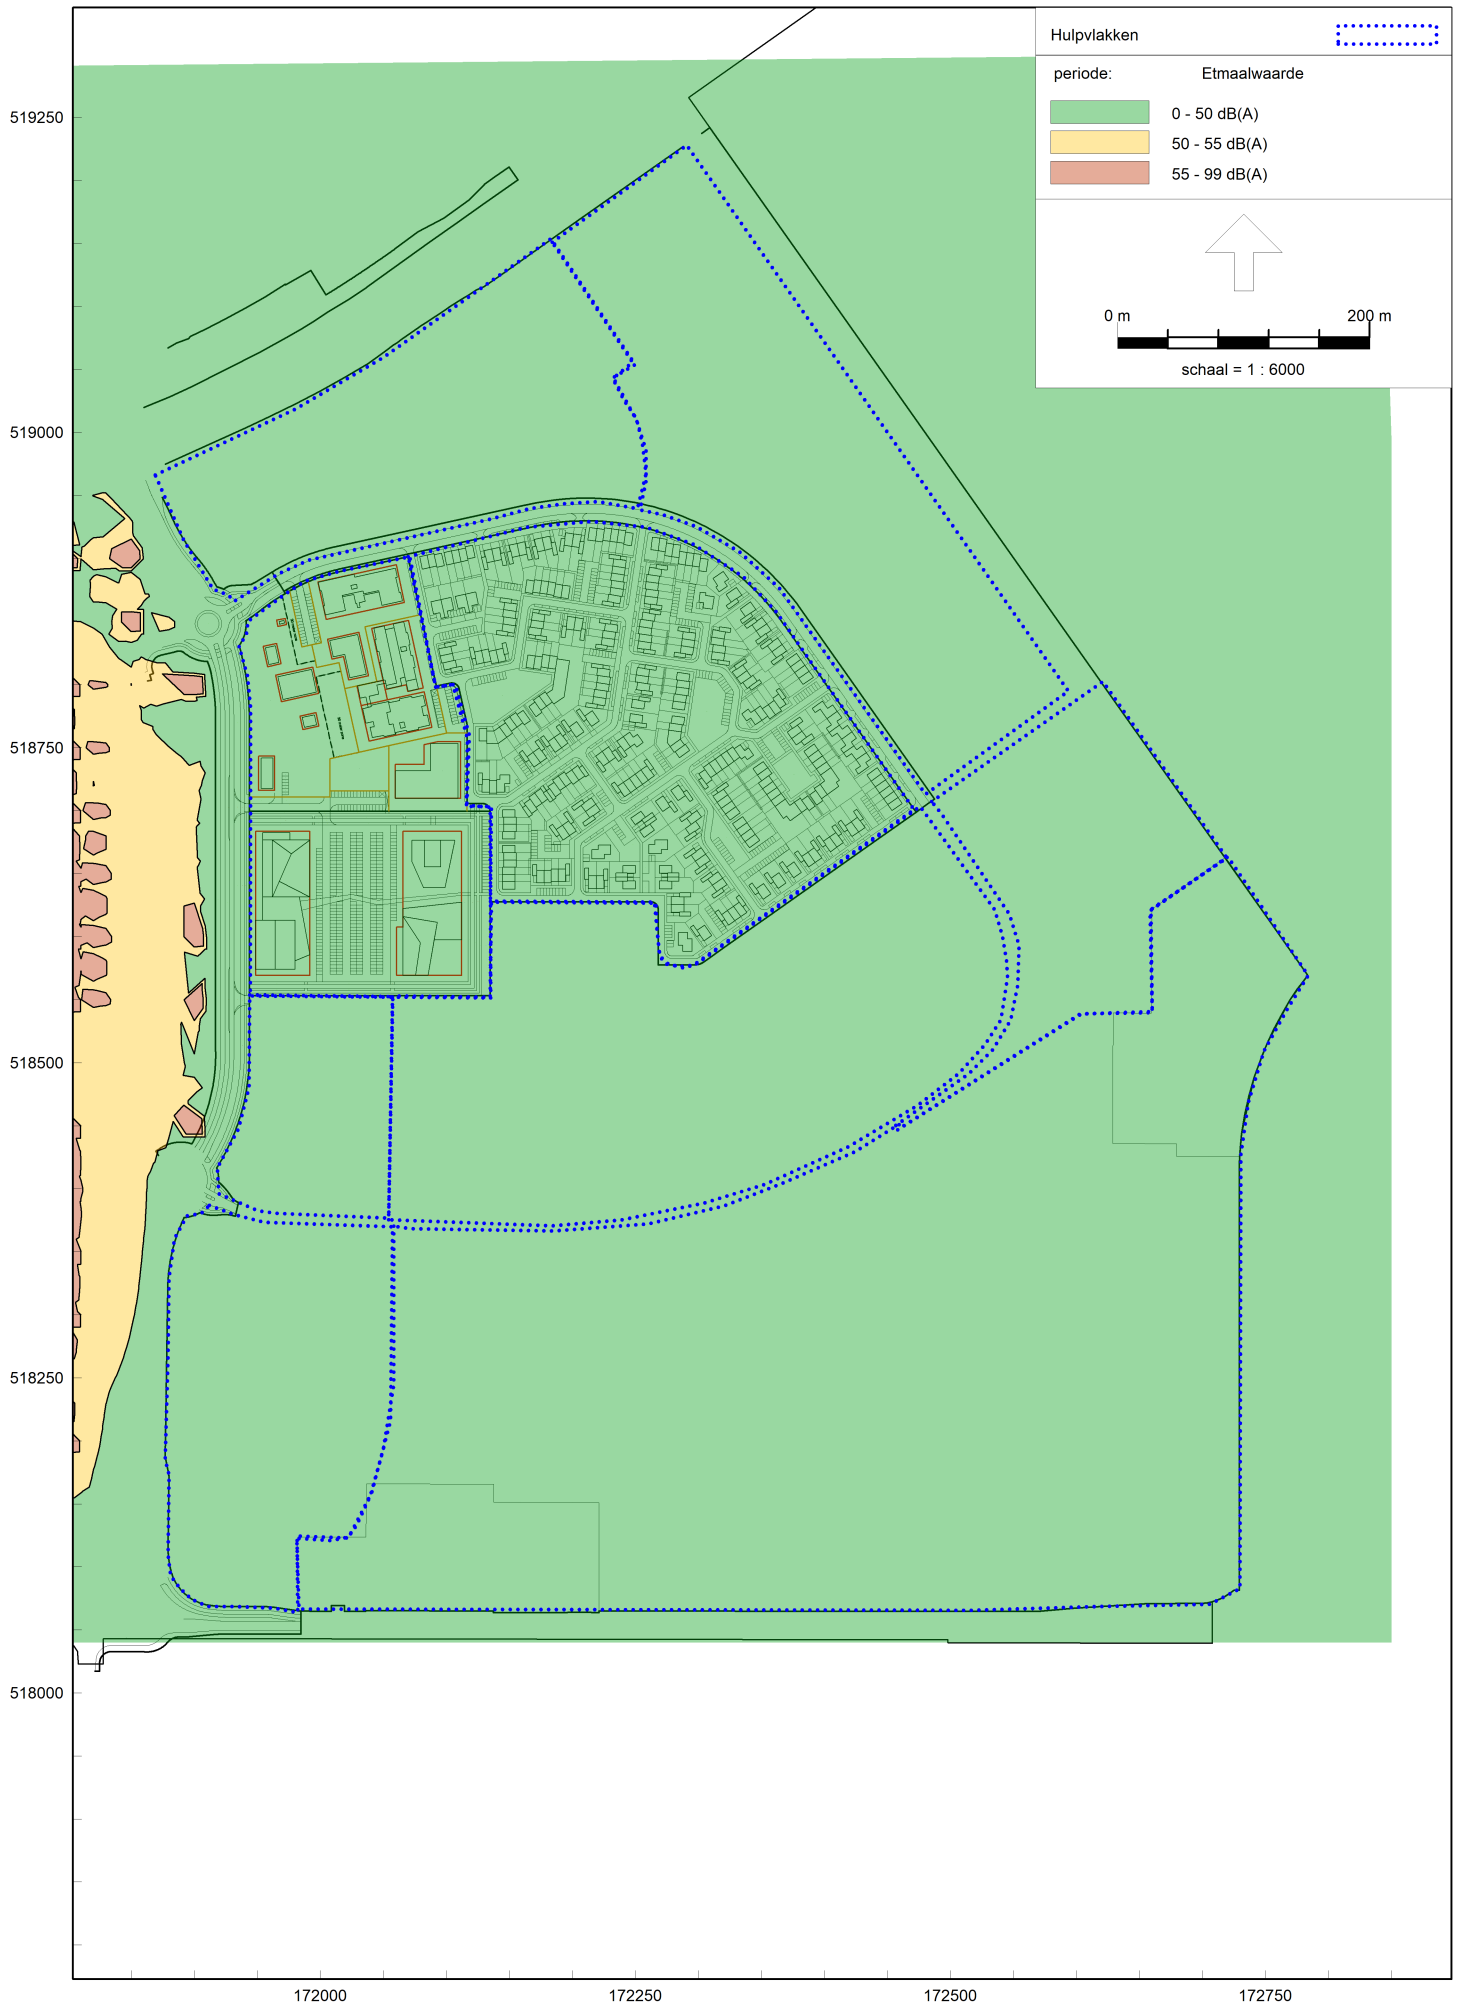 Hulpvlakken
periode: Etmaalwaarde
0 - 50 dB(A)
50 - 55 dB(A)
55 - 99 dB(A)
0 m 200 m
schaal = 1 : 6000
519250
519000
518750
518500
518250
518000
172000 172250 172500 172750